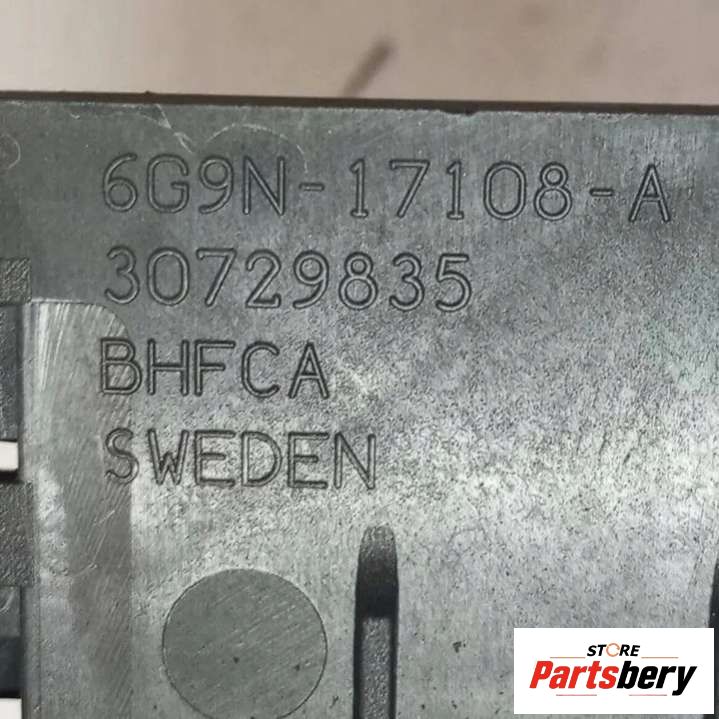 6G9N-17108-A
30729835
BHFCA
SWEDEN
STORE
Partsbery